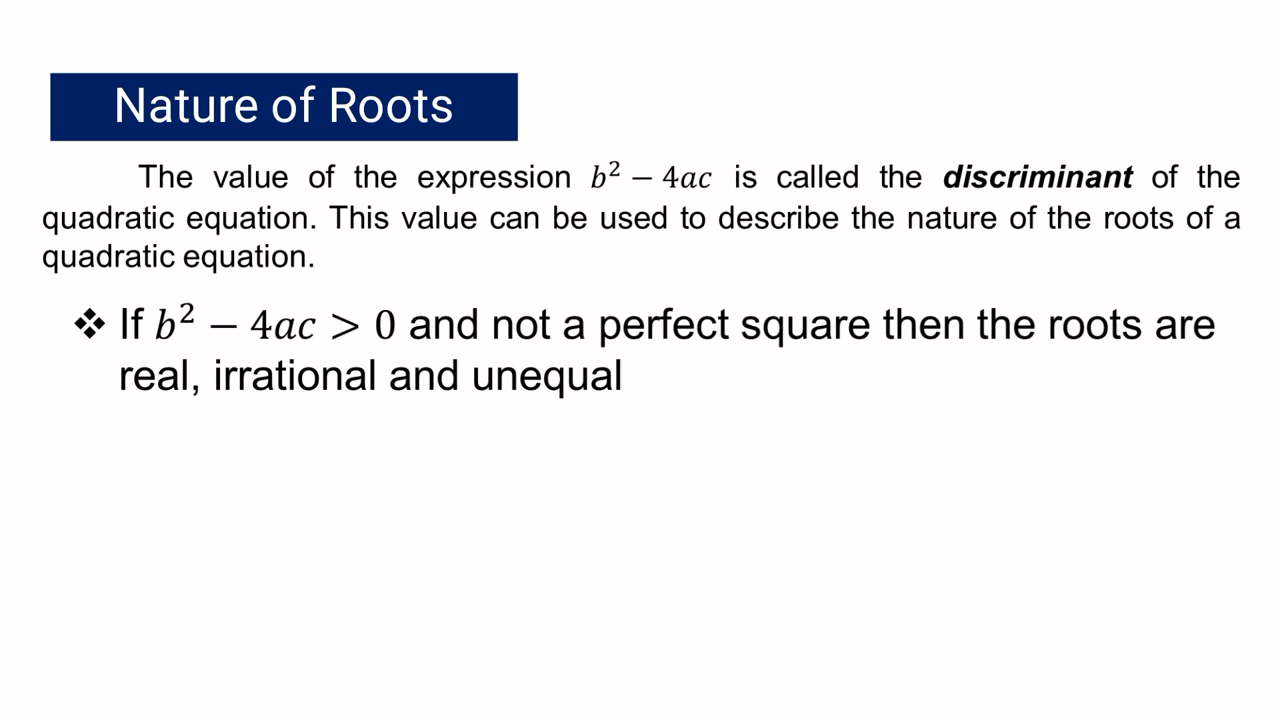 Nature of Roots
The value of the expression b² − 4ac is called the discriminant of the
quadratic equation. This value can be used to describe the nature of the roots of a
quadratic equation.
❖ If b² − 4ac > 0 and not a perfect square then the roots are
real, irrational and unequal